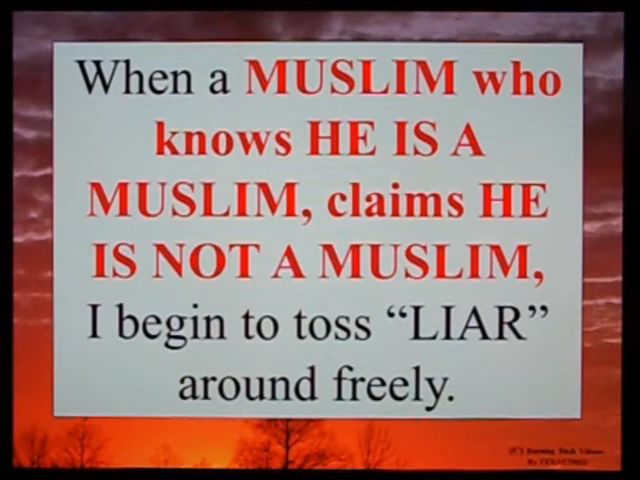 When a MUSLIM who
knows HE IS A
MUSLIM, claims HE
IS NOT A MUSLIM,
I begin to toss “LIAR”
around freely.